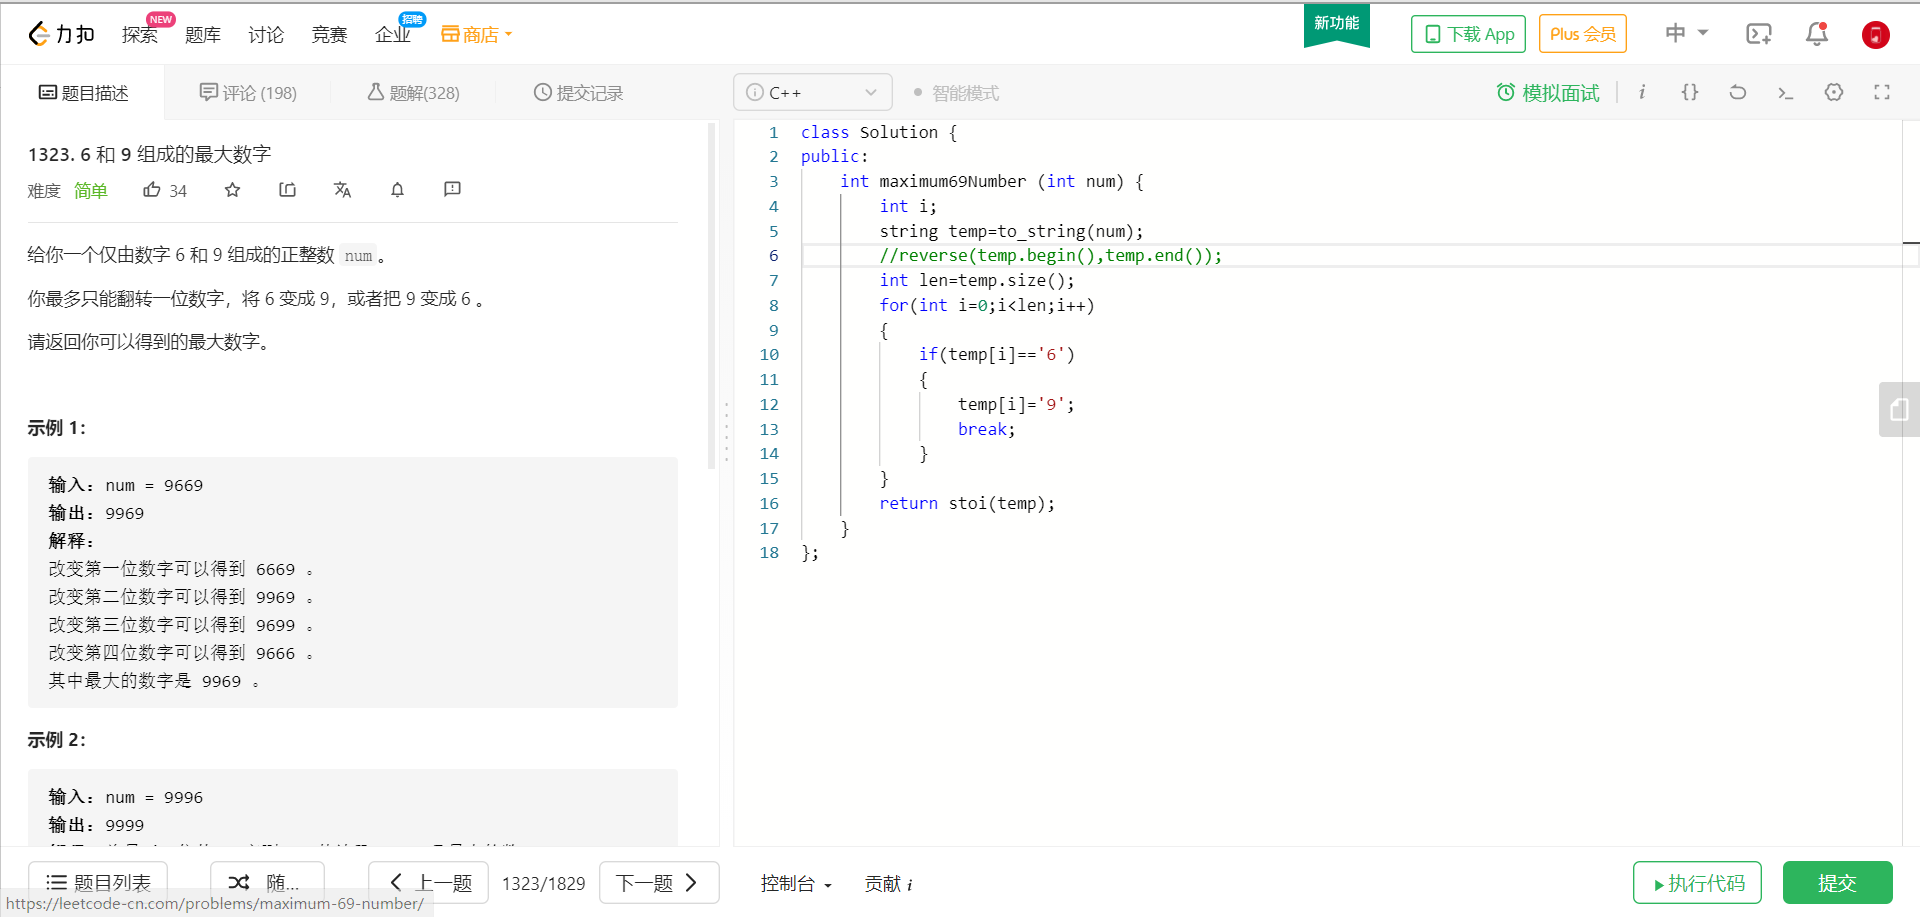 力扣 探索 NEW 题库 讨论 竞赛 企业 招聘 商店 新功能 下载 App Plus 会员 中
题目描述 评论 (198) 题解(328) 提交记录
C++ 智能模式 模拟面试 i {} >_
1323. 6 和 9 组成的最大数字
难度 简单 34
给你一个仅由数字 6 和 9 组成的正整数 num 。
你最多只能翻转一位数字，将 6 变成 9，或者把 9 变成 6 。
请返回你可以得到的最大数字。
示例 1：
输入：num = 9669
输出：9969
解释：
改变第一位数字可以得到 6669 。
改变第二位数字可以得到 9969 。
改变第三位数字可以得到 9699 。
改变第四位数字可以得到 9666 。
其中最大的数字是 9969 。
示例 2：
输入：num = 9996
输出：9999
1 class Solution {
2 public:
3 int maximum69Number (int num) {
4 int i;
5 string temp=to_string(num);
6 //reverse(temp.begin(),temp.end());
7 int len=temp.size();
8 for(int i=0;i<len;i++)
9 {
10 if(temp[i]=='6')
11 {
12 temp[i]='9';
13 break;
14 }
15 }
16 return stoi(temp);
17 }
18 };
题目列表 随... 上一题 1323/1829 下一题 控制台 贡献 i 执行代码 提交
https://leetcode-cn.com/problems/maximum-69-number/